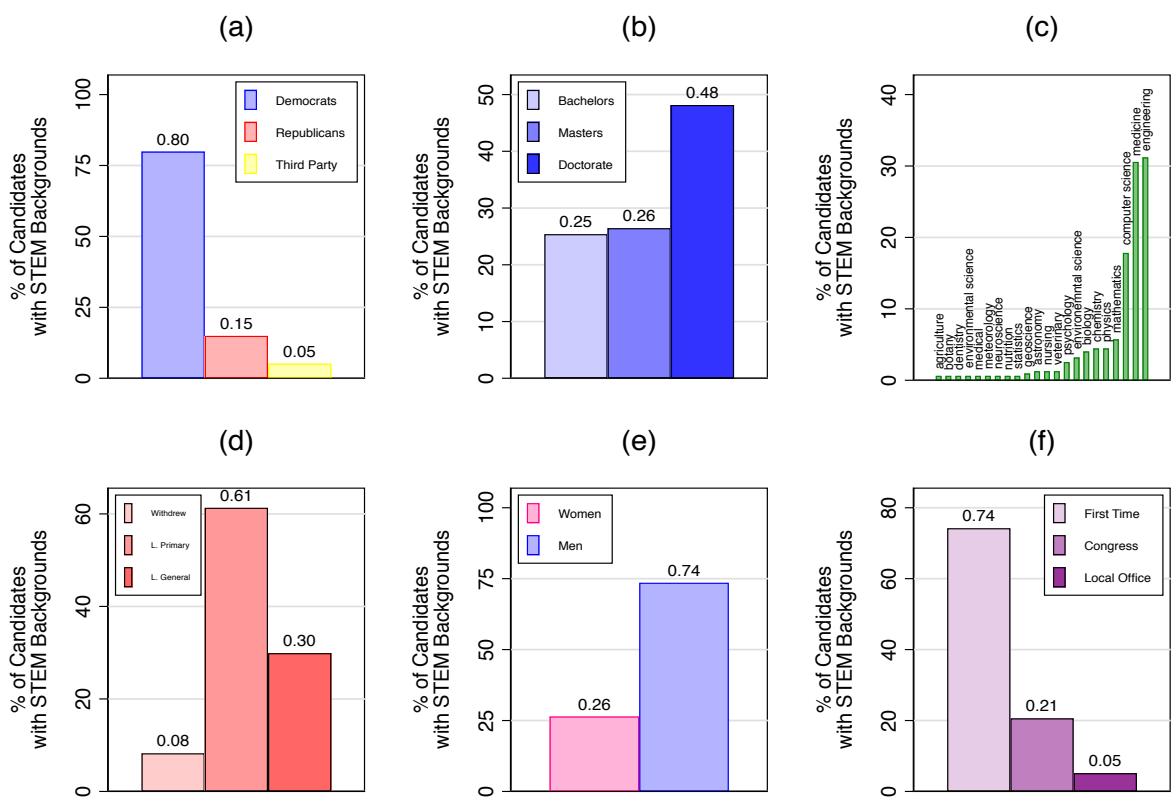 (a)
% of Candidates
with STEM Backgrounds
0
25
50
75
100
0.80
0.15
0.05
Democrats
Republicans
Third Party
(b)
% of Candidates
with STEM Backgrounds
0
10
20
30
40
50
0.25
0.26
0.48
Bachelors
Masters
Doctorate
(c)
% of Candidates
with STEM Backgrounds
0
10
20
30
40
agriculture
botany
dentistry
environmental science
medical
meteorology
neuroscience
nutrition
statistics
geoscience
astronomy
nursing
veterinary
psychology
environemntal science
biology
chemistry
physics
mathematics
computer science
medicine
engineering
(d)
% of Candidates
with STEM Backgrounds
0
20
40
60
0.08
0.61
0.30
Withdrew
L. Primary
L. General
(e)
% of Candidates
with STEM Backgrounds
0
25
50
75
100
0.26
0.74
Women
Men
(f)
% of Candidates
with STEM Backgrounds
0
20
40
60
80
0.74
0.21
0.05
First Time
Congress
Local Office